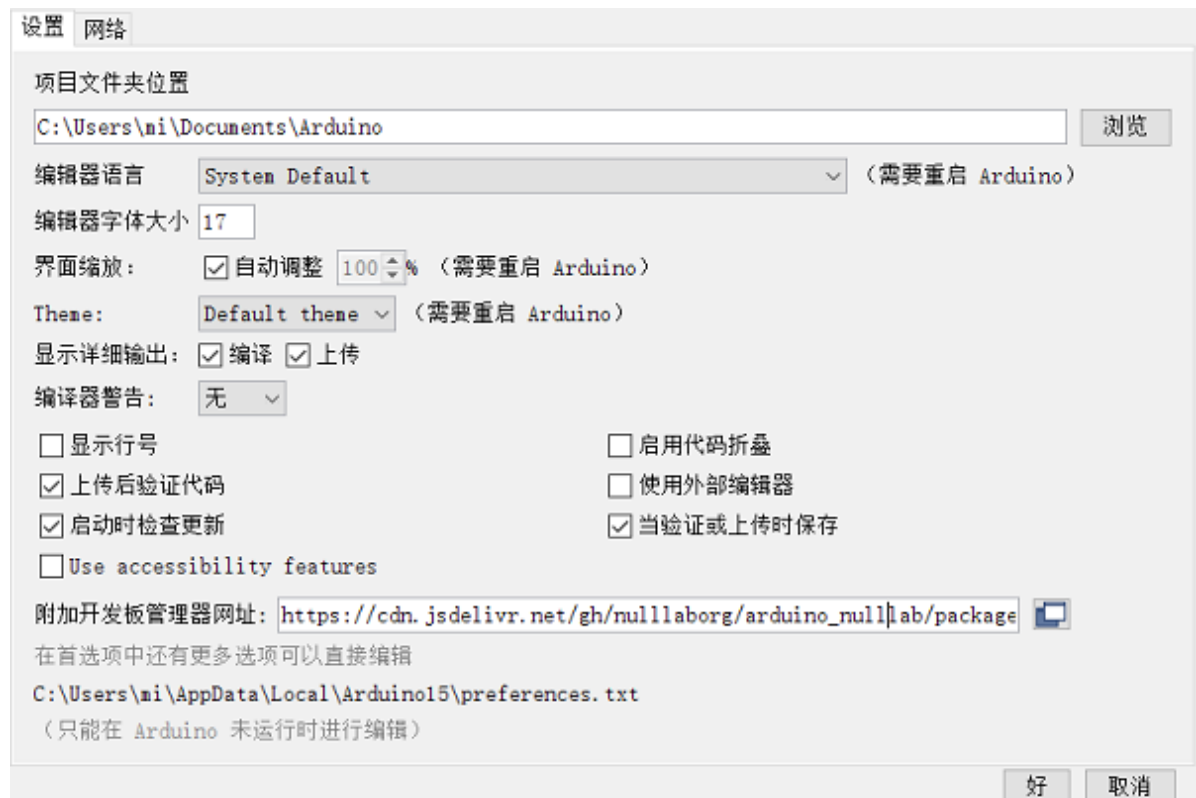 设置 网络
项目文件夹位置
C:\Users\mi\Documents\Arduino 浏览
编辑器语言 System Default （需要重启 Arduino）
编辑器字体大小 17
界面缩放： 自动调整 100 % （需要重启 Arduino）
Theme: Default theme （需要重启 Arduino）
显示详细输出： 编译 上传
编译器警告： 无
显示行号 启用代码折叠
上传后验证代码 使用外部编辑器
启动时检查更新 当验证或上传时保存
Use accessibility features
附加开发板管理器网址: https://cdn.jsdelivr.net/gh/nulllaborg/arduino_nulllab/package
在首选项中还有更多选项可以直接编辑
C:\Users\mi\AppData\Local\Arduino15\preferences.txt
（只能在 Arduino 未运行时进行编辑）
好 取消